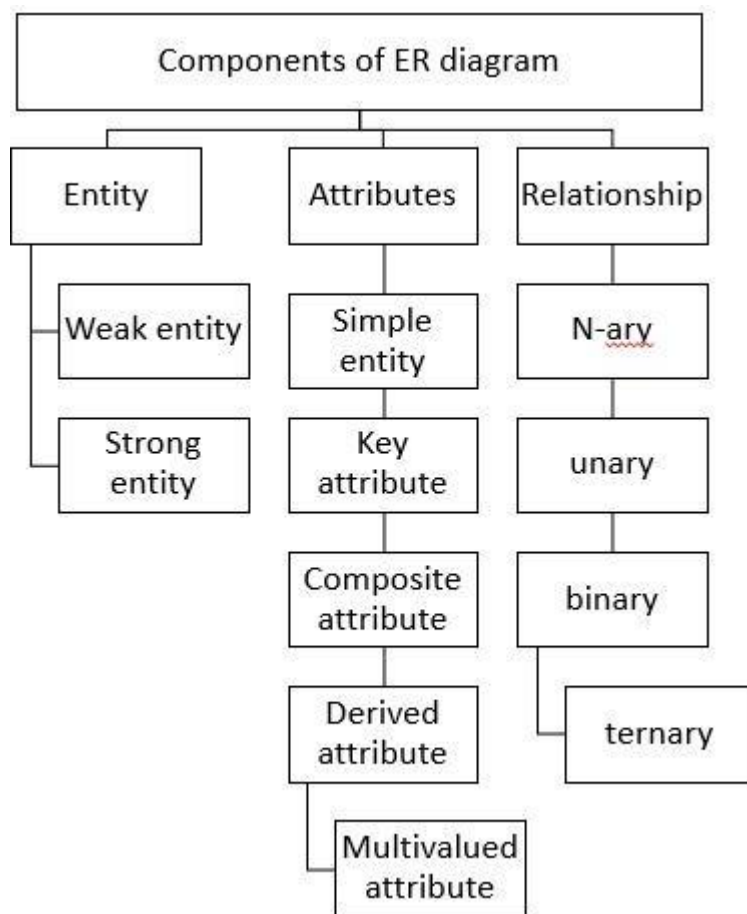 Components of ER diagram
Entity
Attributes
Relationship
Weak entity
Simple
entity
N-ary
Strong
entity
Key
attribute
unary
Composite
attribute
binary
Derived
attribute
ternary
Multivalued
attribute